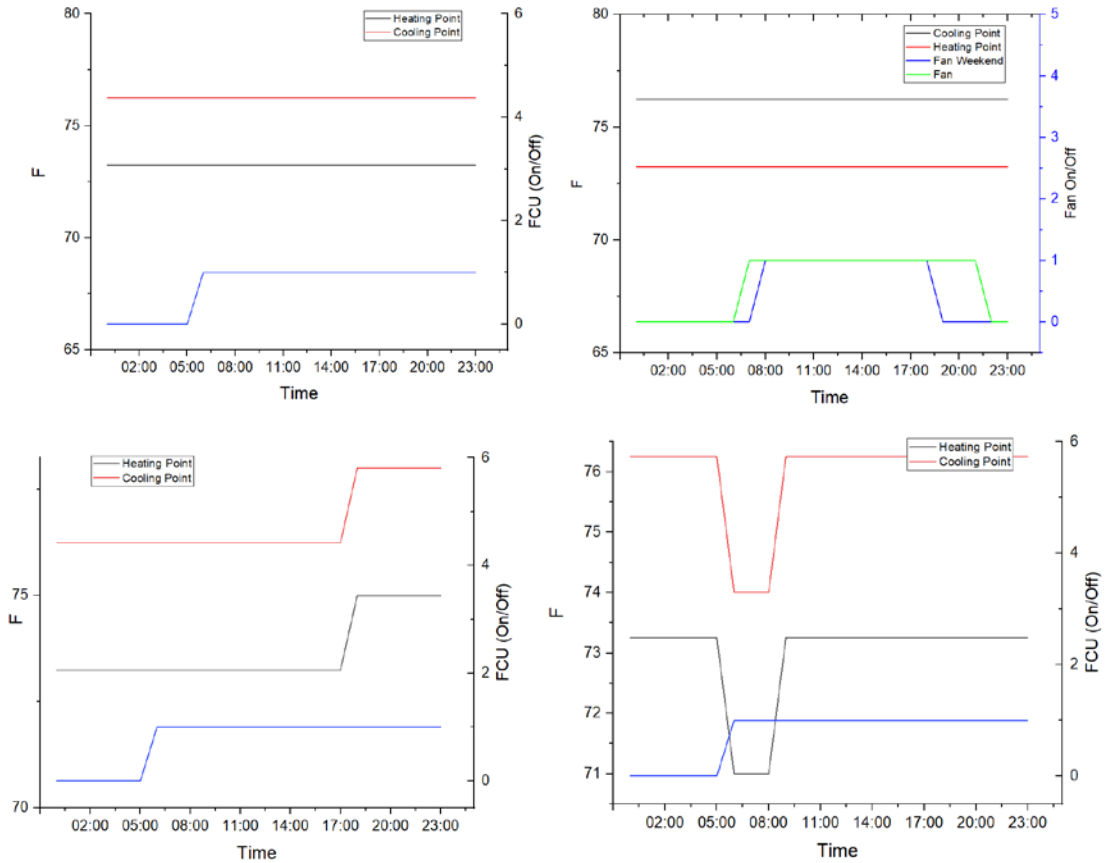 80
75
70
65
F
Heating Point
Cooling Point
6
4
2
0
FCU (On/Off)
02:00 05:00 08:00 11:00 14:00 17:00 20:00 23:00
Time
80
75
70
65
F
Cooling Point
Heating Point
Fan Weekend
Fan
5
4
3
2
1
0
Fan On/Off
02:00 05:00 08:00 11:00 14:00 17:00 20:00 23:00
Time
75
70
F
Heating Point
Cooling Point
6
4
2
0
FCU (On/Off)
02:00 05:00 08:00 11:00 14:00 17:00 20:00 23:00
Time
76
75
74
73
72
71
F
Heating Point
Cooling Point
6
4
2
0
FCU (On/Off)
02:00 05:00 08:00 11:00 14:00 17:00 20:00 23:00
Time